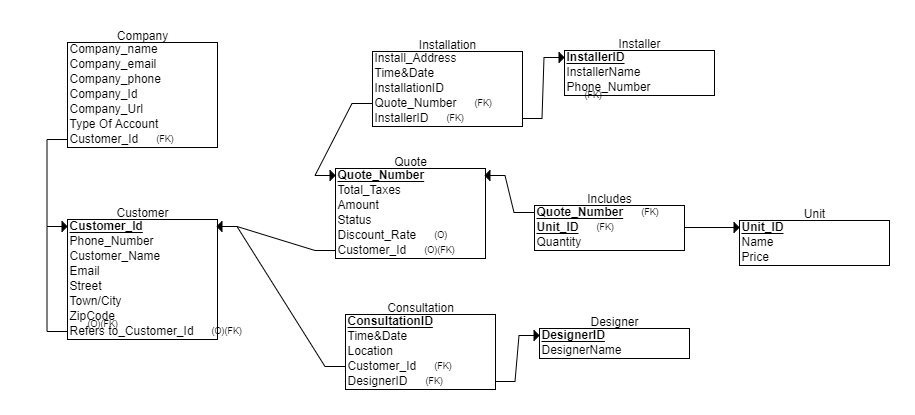 Company
Company_name
Company_email
Company_phone
Company_Id
Company_Url
Type Of Account
Customer_Id (FK)
Installation
Install_Address
Time&Date
InstallationID
Quote_Number (FK)
InstallerID (FK)
Installer
InstallerID
InstallerName
Phone_Number
(FK)
Quote
Quote_Number
Total_Taxes
Amount
Status
Discount_Rate (O)
Customer_Id (O)(FK)
Includes
Quote_Number (FK)
Unit_ID (FK)
Quantity
Unit
Unit_ID
Name
Price
Customer
Customer_Id
Phone_Number
Customer_Name
Email
Street
Town/City
ZipCode
(O)(FK)
Refers to_Customer_Id (O)(FK)
Consultation
ConsultationID
Time&Date
Location
Customer_Id (FK)
DesignerID (FK)
Designer
DesignerID
DesignerName